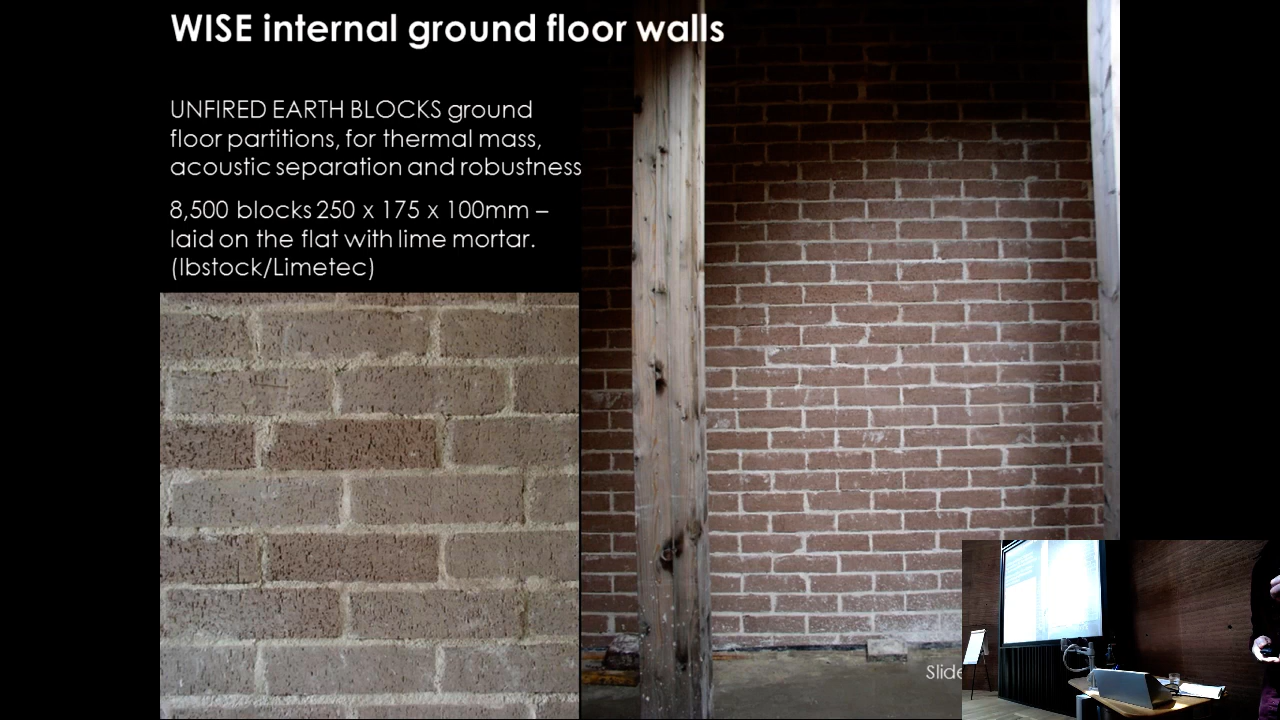 WISE internal ground floor walls
UNFIRED EARTH BLOCKS ground
floor partitions, for thermal mass,
acoustic separation and robustness
8,500 blocks 250 x 175 x 100mm –
laid on the flat with lime mortar.
(Ibstock/Limetec)
Slide